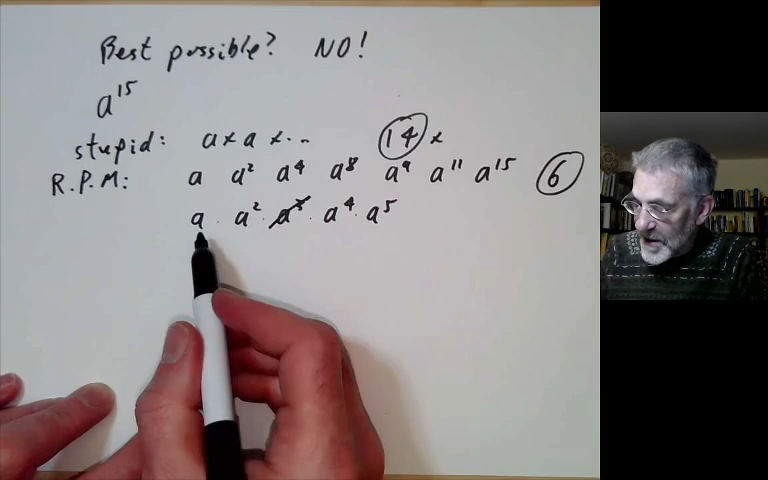 Best possible? NO!
a¹⁵
stupid: a × a × ... 14 ×
R.P.M: a a² a⁴ a⁸ a⁹ a¹¹ a¹⁵ 6
a . a² . a³ . a⁴ . a⁵